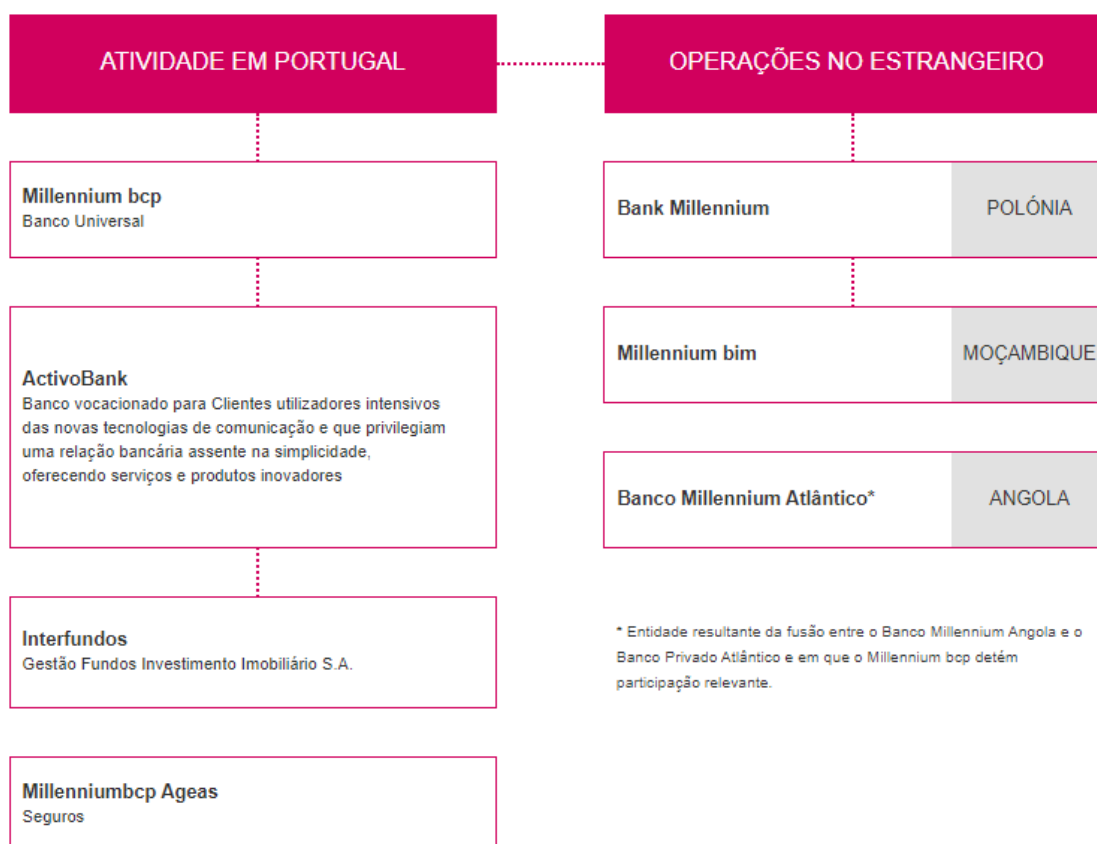 ATIVIDADE EM PORTUGAL
Millennium bcp
Banco Universal
ActivoBank
Banco vocacionado para Clientes utilizadores intensivos
das novas tecnologias de comunicação e que privilegiam
uma relação bancária assente na simplicidade,
oferecendo serviços e produtos inovadores
Interfundos
Gestão Fundos Investimento Imobiliário S.A.
Millenniumbcp Ageas
Seguros
OPERAÇÕES NO ESTRANGEIRO
Bank Millennium
POLÓNIA
Millennium bim
MOÇAMBIQUE
Banco Millennium Atlântico*
ANGOLA
* Entidade resultante da fusão entre o Banco Millennium Angola e o
Banco Privado Atlântico e em que o Millennium bcp detém
participação relevante.